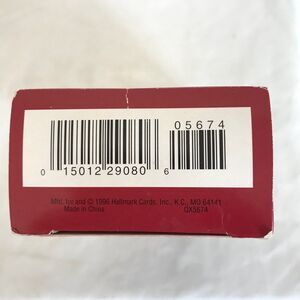 05674
0 15012 29080 6
Mfd. for and © 1996 Hallmark Cards, Inc., K.C., MO 64141
Made in China QX5674